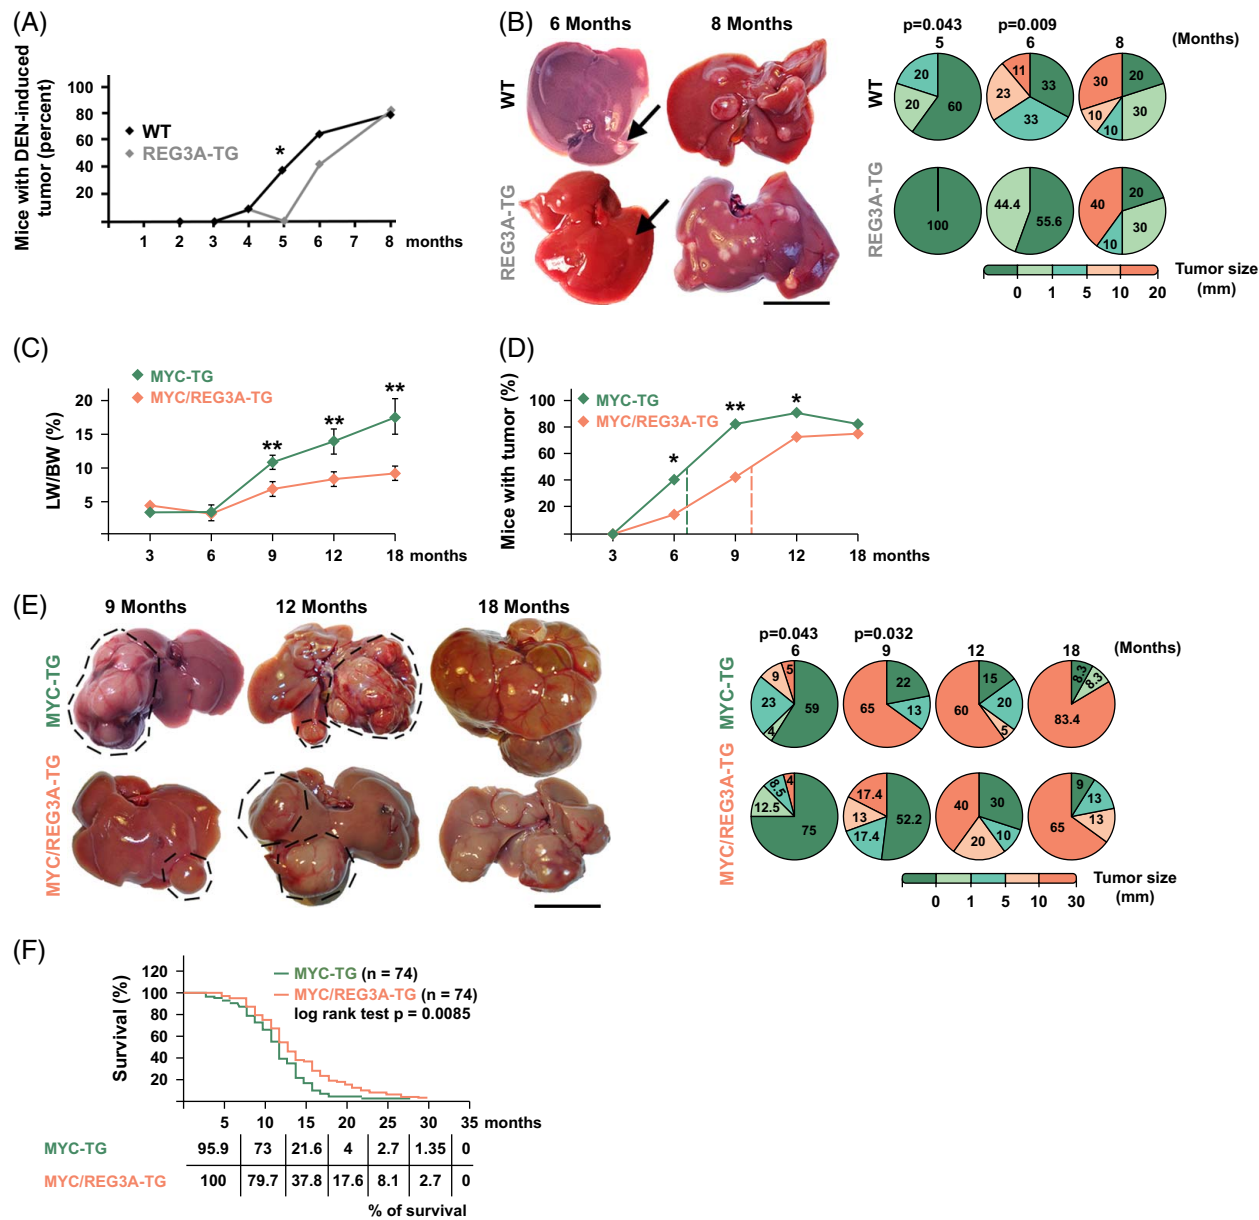 (A)
Mice with DEN-induced
tumor (percent)
100
80
60
40
20
WT
REG3A-TG
*
1 2 3 4 5 6 8 months
(B)
6 Months 8 Months
WT
REG3A-TG
p=0.043 p=0.009
5 6 8 (Months)
WT
20 20 60
11 23 33 33
30 20 10 10 30
REG3A-TG
100
44.4 55.6
40 20 10 30
0 1 5 10 20
Tumor size
(mm)
(C)
MYC-TG
MYC/REG3A-TG
LW/BW (%)
20
15
10
5
** ** **
3 6 9 12 18 months
(D)
Mice with tumor (%)
100
80
60
40
20
MYC-TG
MYC/REG3A-TG
* ** *
3 6 9 12 18 months
(E)
9 Months 12 Months 18 Months
MYC-TG
MYC/REG3A-TG
p=0.043 p=0.032
6 9 12 18 (Months)
MYC-TG
5 9 23 4 59
22 65 13
15 60 20 5
8.3 8.3 83.4
MYC/REG3A-TG
4 8.5 12.5 75
17.4 13 17.4 52.2
40 30 20 10
9 13 13 65
0 1 5 10 30
Tumor size
(mm)
(F)
Survival (%)
120
100
80
60
40
20
MYC-TG (n = 74)
MYC/REG3A-TG (n = 74)
log rank test p = 0.0085
5 10 15 20 25 30 35 months
MYC-TG 95.9 73 21.6 4 2.7 1.35 0
MYC/REG3A-TG 100 79.7 37.8 17.6 8.1 2.7 0
% of survival